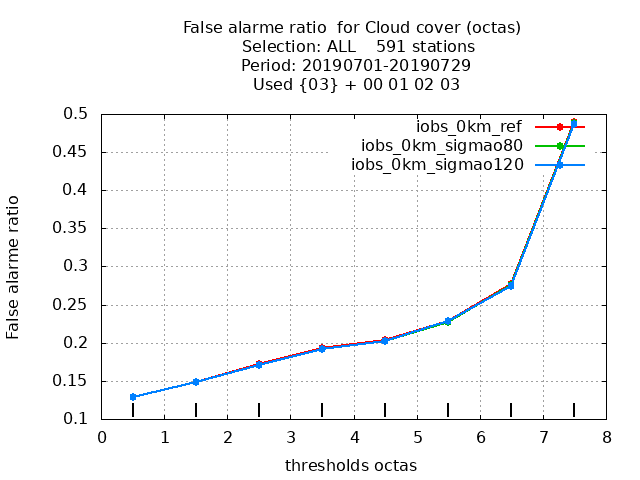 False alarme ratio  for Cloud cover (octas)
Selection: ALL    591 stations
Period: 20190701-20190729
Used {03} + 00 01 02 03
0.5
0.45
0.4
0.35
0.3
0.25
0.2
0.15
0.1
False alarme ratio
iobs_0km_ref
iobs_0km_sigmao80
iobs_0km_sigmao120
0 1 2 3 4 5 6 7 8
thresholds octas